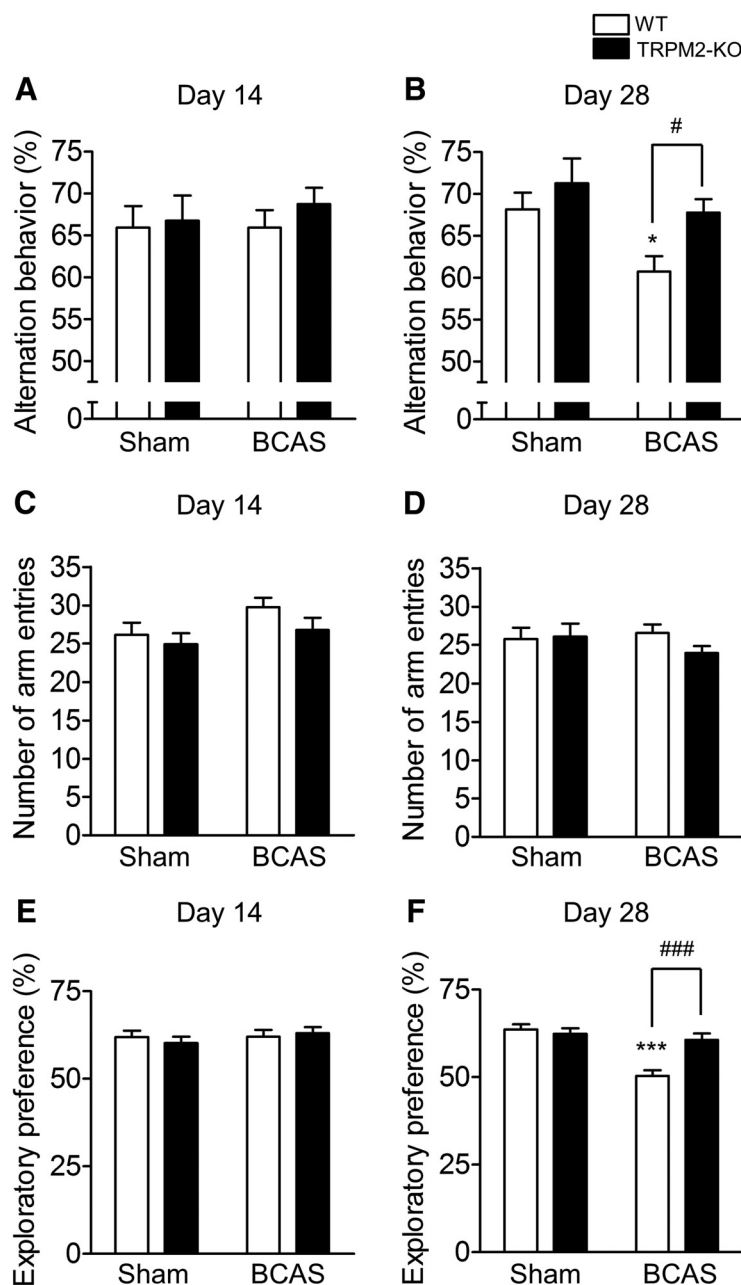 WT
TRPM2-KO
A
Day 14
Alternation behavior (%)
75
70
65
60
55
50
0
Sham
BCAS
B
Day 28
#
*
Alternation behavior (%)
75
70
65
60
55
50
0
Sham
BCAS
C
Day 14
Number of arm entries
35
30
25
20
15
10
5
0
Sham
BCAS
D
Day 28
Number of arm entries
35
30
25
20
15
10
5
0
Sham
BCAS
E
Day 14
Exploratory preference (%)
75
50
25
0
Sham
BCAS
F
Day 28
###
***
Exploratory preference (%)
75
50
25
0
Sham
BCAS